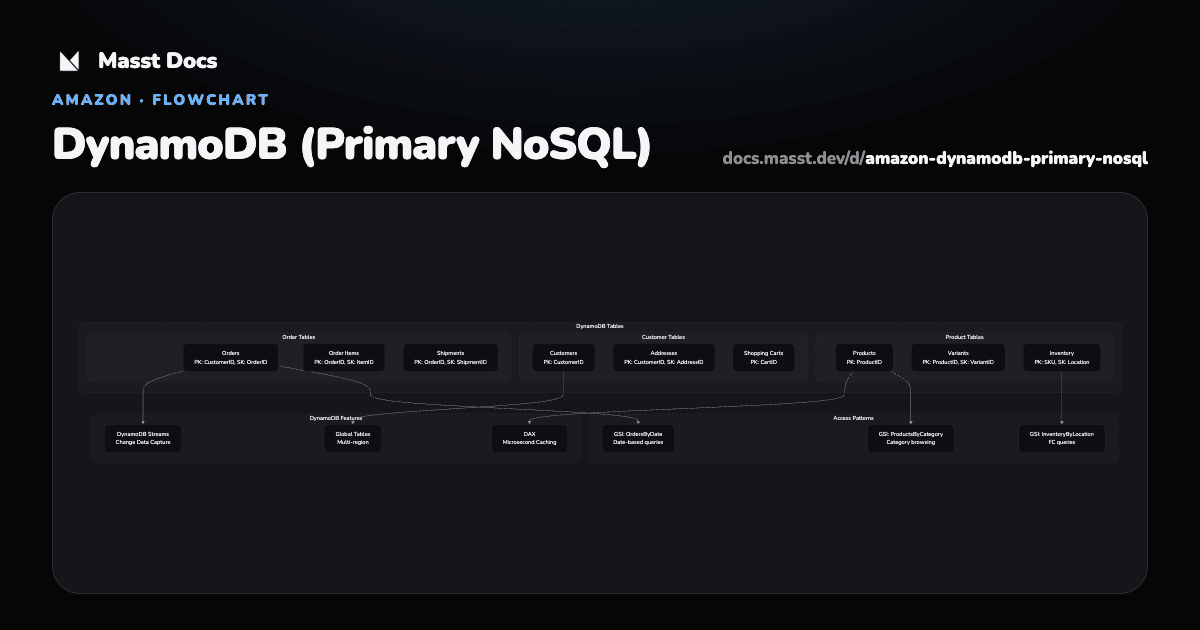 Masst Docs
AMAZON · FLOWCHART
DynamoDB (Primary NoSQL)
docs.masst.dev/d/amazon-dynamodb-primary-nosql
DynamoDB Tables
Order Tables
Customer Tables
Product Tables
Orders
PK: CustomerID, SK: OrderID
Order Items
PK: OrderID, SK: ItemID
Shipments
PK: OrderID, SK: ShipmentID
Customers
PK: CustomerID
Addresses
PK: CustomerID, SK: AddressID
Shopping Carts
PK: CartID
Products
PK: ProductID
Variants
PK: ProductID, SK: VariantID
Inventory
PK: SKU, SK: Location
DynamoDB Features
Access Patterns
DynamoDB Streams
Change Data Capture
Global Tables
Multi-region
DAX
Microsecond Caching
GSI: OrdersByDate
Date-based queries
GSI: ProductsByCategory
Category browsing
GSI: InventoryByLocation
FC queries